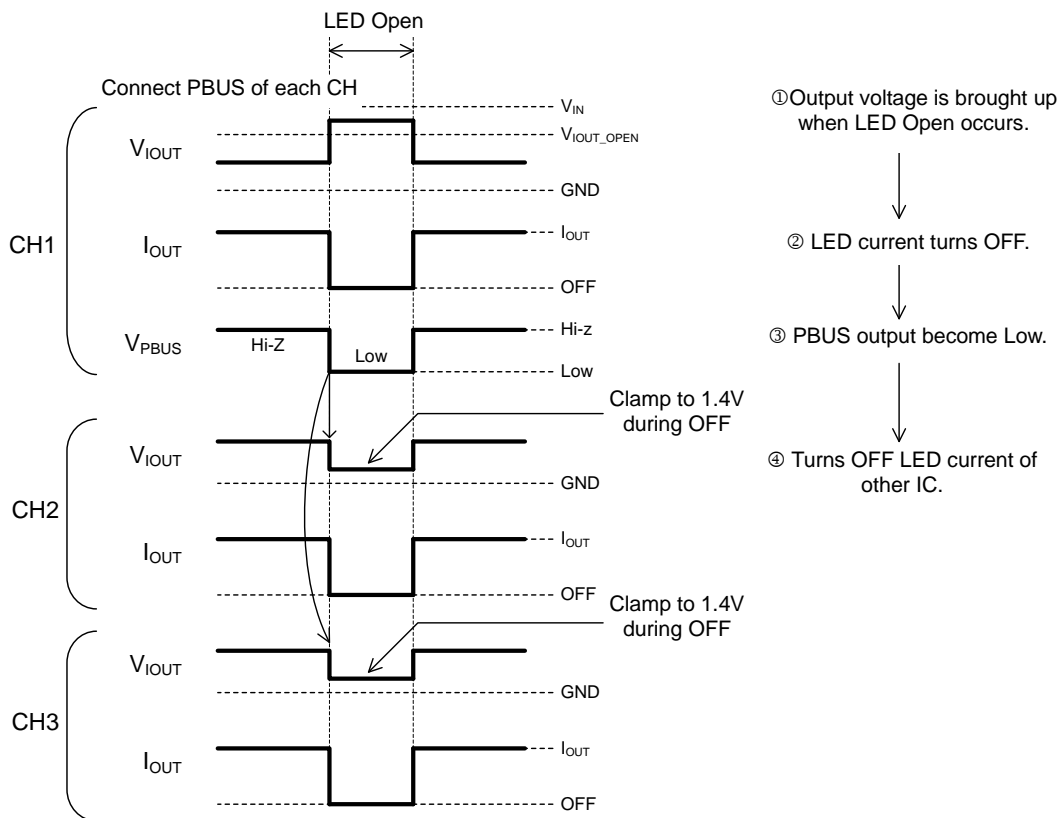 LED Open
Connect PBUS of each CH
VIN
VIOUT
VIOUT_OPEN
GND
CH1
IOUT
IOUT
OFF
VPBUS
Hi-Z
Low
Hi-z
Low
Clamp to 1.4V
during OFF
VIOUT
GND
CH2
IOUT
IOUT
OFF
Clamp to 1.4V
during OFF
VIOUT
GND
CH3
IOUT
IOUT
OFF
①Output voltage is brought up
when LED Open occurs.
② LED current turns OFF.
③ PBUS output become Low.
④ Turns OFF LED current of
other IC.